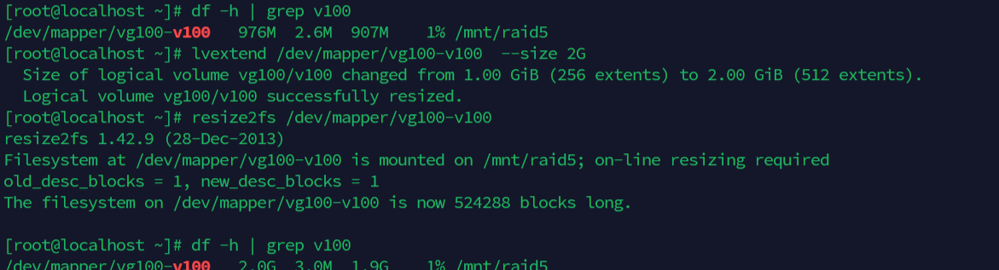 [root@localhost ~]# df -h | grep v100
/dev/mapper/vg100-v100   976M  2.6M  907M    1% /mnt/raid5
[root@localhost ~]# lvextend /dev/mapper/vg100-v100  --size 2G
  Size of logical volume vg100/v100 changed from 1.00 GiB (256 extents) to 2.00 GiB (512 extents).
  Logical volume vg100/v100 successfully resized.
[root@localhost ~]# resize2fs /dev/mapper/vg100-v100
resize2fs 1.42.9 (28-Dec-2013)
Filesystem at /dev/mapper/vg100-v100 is mounted on /mnt/raid5; on-line resizing required
old_desc_blocks = 1, new_desc_blocks = 1
The filesystem on /dev/mapper/vg100-v100 is now 524288 blocks long.
[root@localhost ~]# df -h | grep v100
/dev/mapper/vg100-v100   2.0G  3.0M  1.9G    1% /mnt/raid5